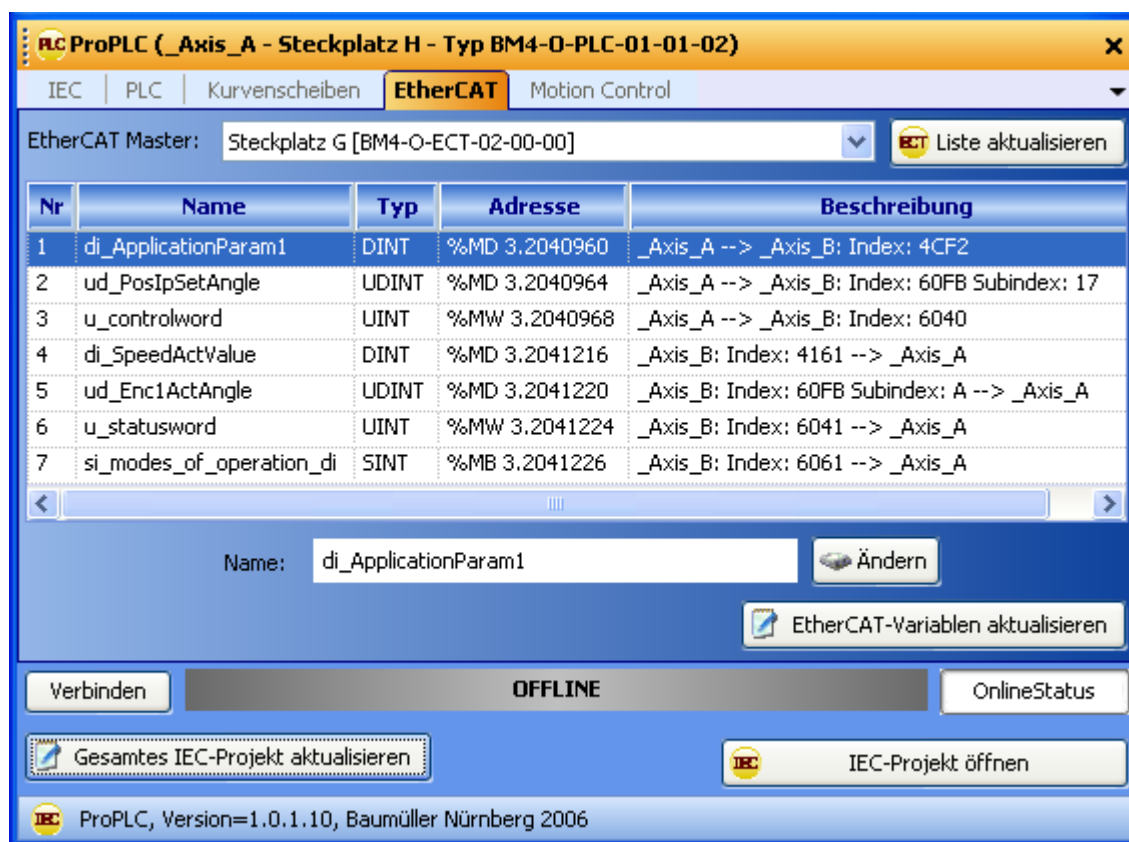 PLC ProPLC (_Axis_A - Steckplatz H - Typ BM4-O-PLC-01-01-02)
IEC PLC Kurvenscheiben EtherCAT Motion Control
EtherCAT Master: Steckplatz G [BM4-O-ECT-02-00-00] ECT Liste aktualisieren
Nr Name Typ Adresse Beschreibung
1 di_ApplicationParam1 DINT %MD 3.2040960 _Axis_A --> _Axis_B: Index: 4CF2
2 ud_PosIpSetAngle UDINT %MD 3.2040964 _Axis_A --> _Axis_B: Index: 60FB Subindex: 17
3 u_controlword UINT %MW 3.2040968 _Axis_A --> _Axis_B: Index: 6040
4 di_SpeedActValue DINT %MD 3.2041216 _Axis_B: Index: 4161 --> _Axis_A
5 ud_Enc1ActAngle UDINT %MD 3.2041220 _Axis_B: Index: 60FB Subindex: A --> _Axis_A
6 u_statusword UINT %MW 3.2041224 _Axis_B: Index: 6041 --> _Axis_A
7 si_modes_of_operation_di SINT %MB 3.2041226 _Axis_B: Index: 6061 --> _Axis_A
Name: di_ApplicationParam1 Ändern
EtherCAT-Variablen aktualisieren
Verbinden OFFLINE OnlineStatus
Gesamtes IEC-Projekt aktualisieren IEC IEC-Projekt öffnen
IEC ProPLC, Version=1.0.1.10, Baumüller Nürnberg 2006